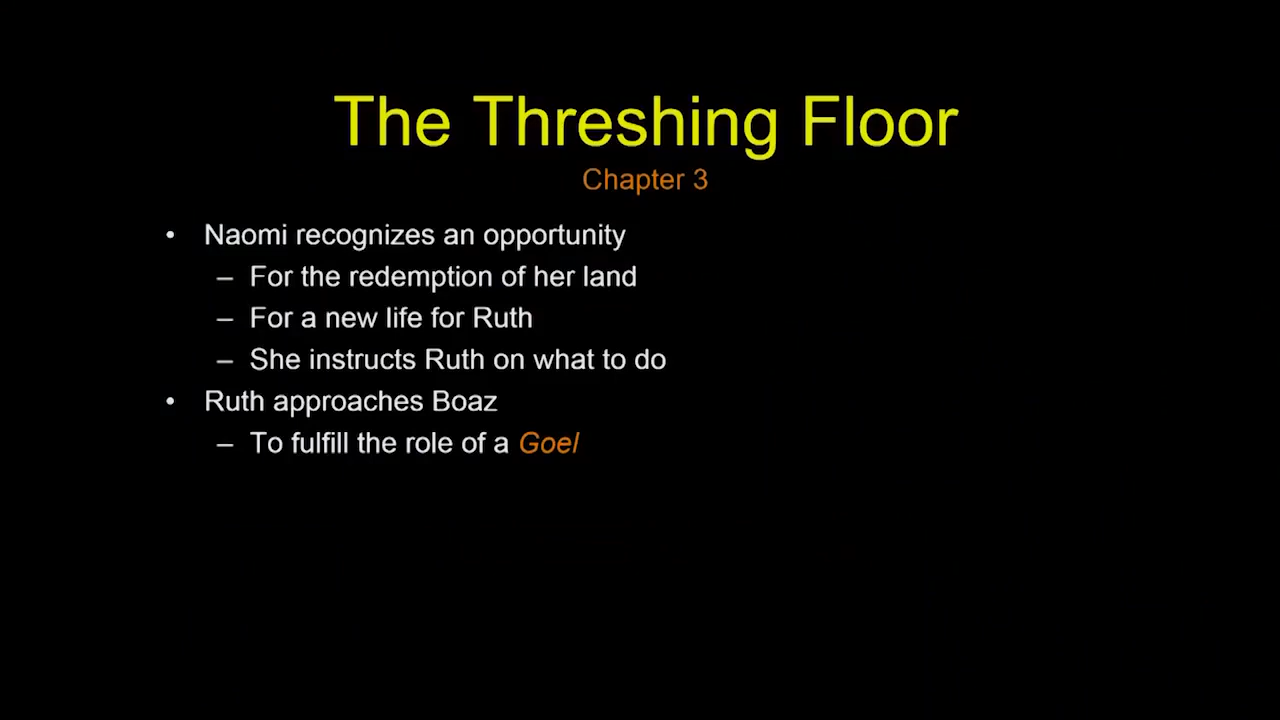 The Threshing Floor
Chapter 3
• Naomi recognizes an opportunity
– For the redemption of her land
– For a new life for Ruth
– She instructs Ruth on what to do
• Ruth approaches Boaz
– To fulfill the role of a Goel